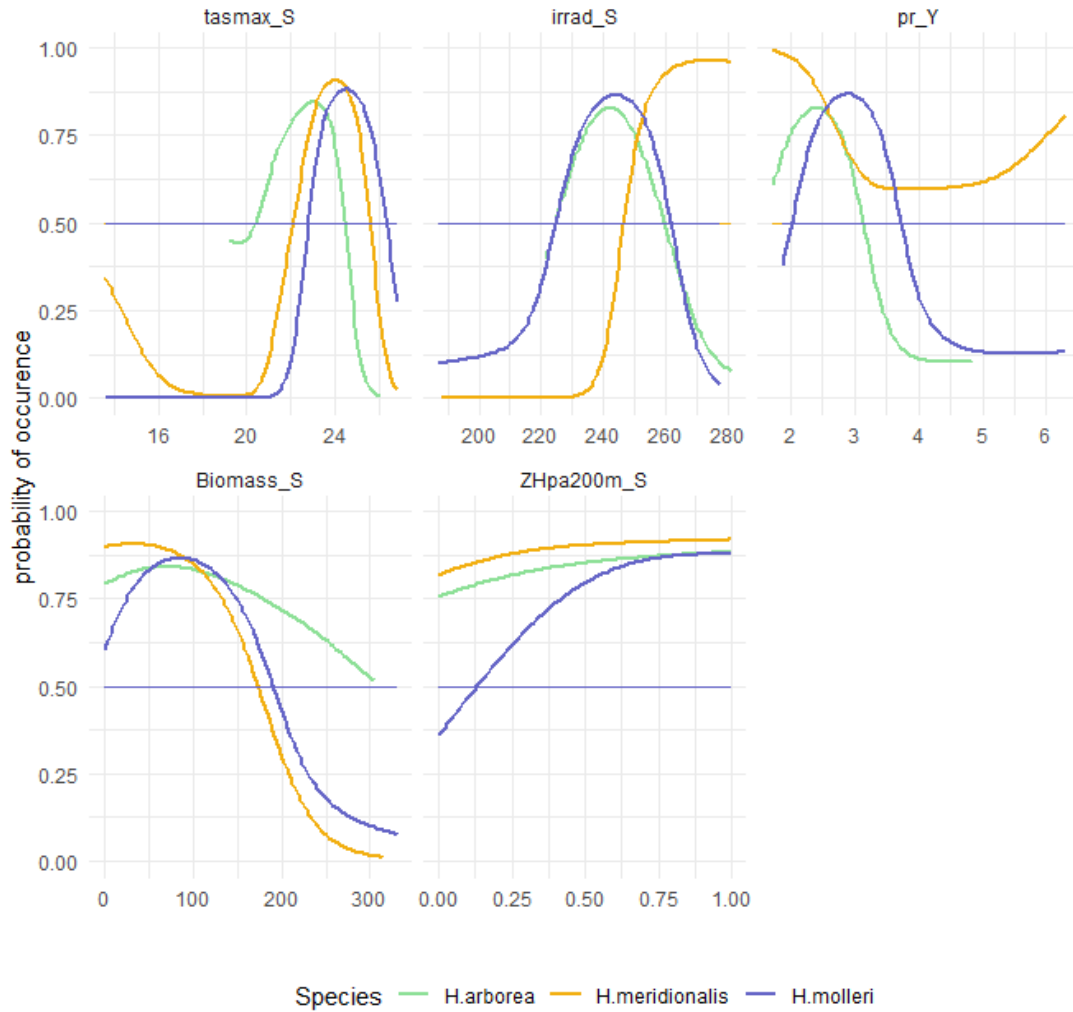 tasmax_S irrad_S pr_Y
1.00
0.75
0.50
0.25
0.00
16 20 24 200 220 240 260 280 2 3 4 5 6
probability of occurence
Biomass_S ZHpa200m_S
1.00
0.75
0.50
0.25
0.00
0 100 200 300 0.00 0.25 0.50 0.75 1.00
Species H.arborea H.meridionalis H.molleri